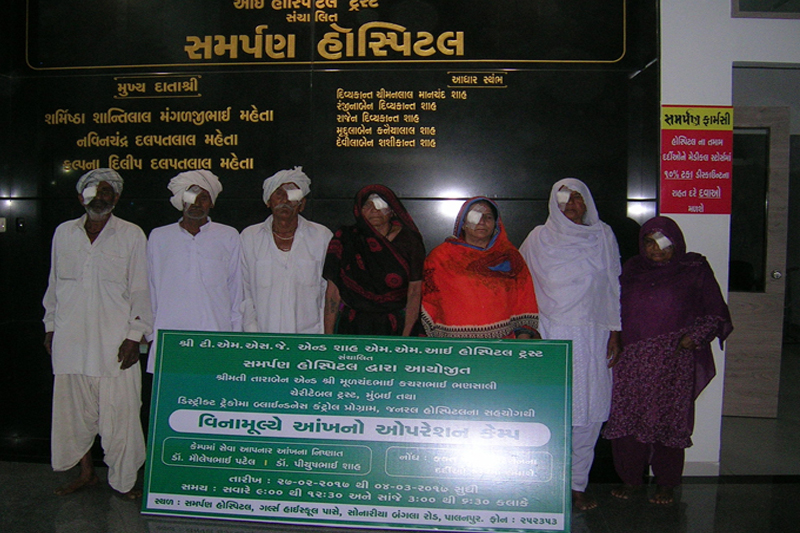 આઇ હોસ્પિટલ ટ્રસ્ટ
સંચાલિત
સમર્પણ હોસ્પિટલ
મુખ્ય દાતાશ્રી
શર્મિષ્ઠા શાન્તિલાલ મંગળજીભાઈ મહેતા
નવિનચંદ્ર દલપતલાલ મહેતા
કલ્પના દિલીપ દલપતલાલ મહેતા
આધાર સ્થંભ
દિવ્યકાન્ત ચીમનલાલ માનચંદ શાહ
રંજીનાબેન દિવ્યકાન્ત શાહ
રાજેન દિવ્યકાન્ત શાહ
મૃદુલાબેન કનૈયાલાલ શાહ
દેવીલાબેન શશીકાન્ત શાહ
સમર્પણ ફાર્મસી
હોસ્પિટલ ના તમામ
દર્દીઓને મેડીકલ સ્ટોર્સમાં
૧૦% ટકા ડીસ્કાઉન્ટના
રાહત દરે દવાઓ
મળશે
શ્રી ટી.એમ.એસ.જે. એન્ડ શાહ એમ.એમ.આઈ હોસ્પિટલ ટ્રસ્ટ
સંચાલિત
સમર્પણ હોસ્પિટલ દ્વારા આયોજીત
શ્રીમતી તારાબેન એન્ડ શ્રી મૂળચંદભાઈ કચરાભાઈ ભણસાલી
ચેરીટેબલ ટ્રસ્ટ, મુંબઈ તથા
ડિસ્ટ્રીક્ટ ટ્રેકોમા બ્લાઈન્ડનેસ કંટ્રોલ પ્રોગ્રામ, જનરલ હોસ્પિટલના સહયોગથી
વિનામૂલ્યે આંખનો ઓપરેશન કેમ્પ
કેમ્પમાં સેવા આપનાર આંખના નિષ્ણાત
ડૉ. મીલેષભાઈ પટેલ । ડૉ. પીયુષભાઈ શાહ
નોંધ :
તારીખ : ૨૭-૦૨-૨૦૧૭ થી ૦૪-૦૩-૨૦૧૭ સુધી
સમય : સવારે ૯:૦૦ થી ૧૨:૩૦ અને સાંજે ૩:૦૦ થી ૬:૩૦ કલાકે
સ્થળ : સમર્પણ હોસ્પિટલ, ગર્લ્સ હાઈસ્કુલ પાસે, સોનારીયા બંગલા રોડ, પાલનપુર. ફોન : ૨૫૨૩૫૩